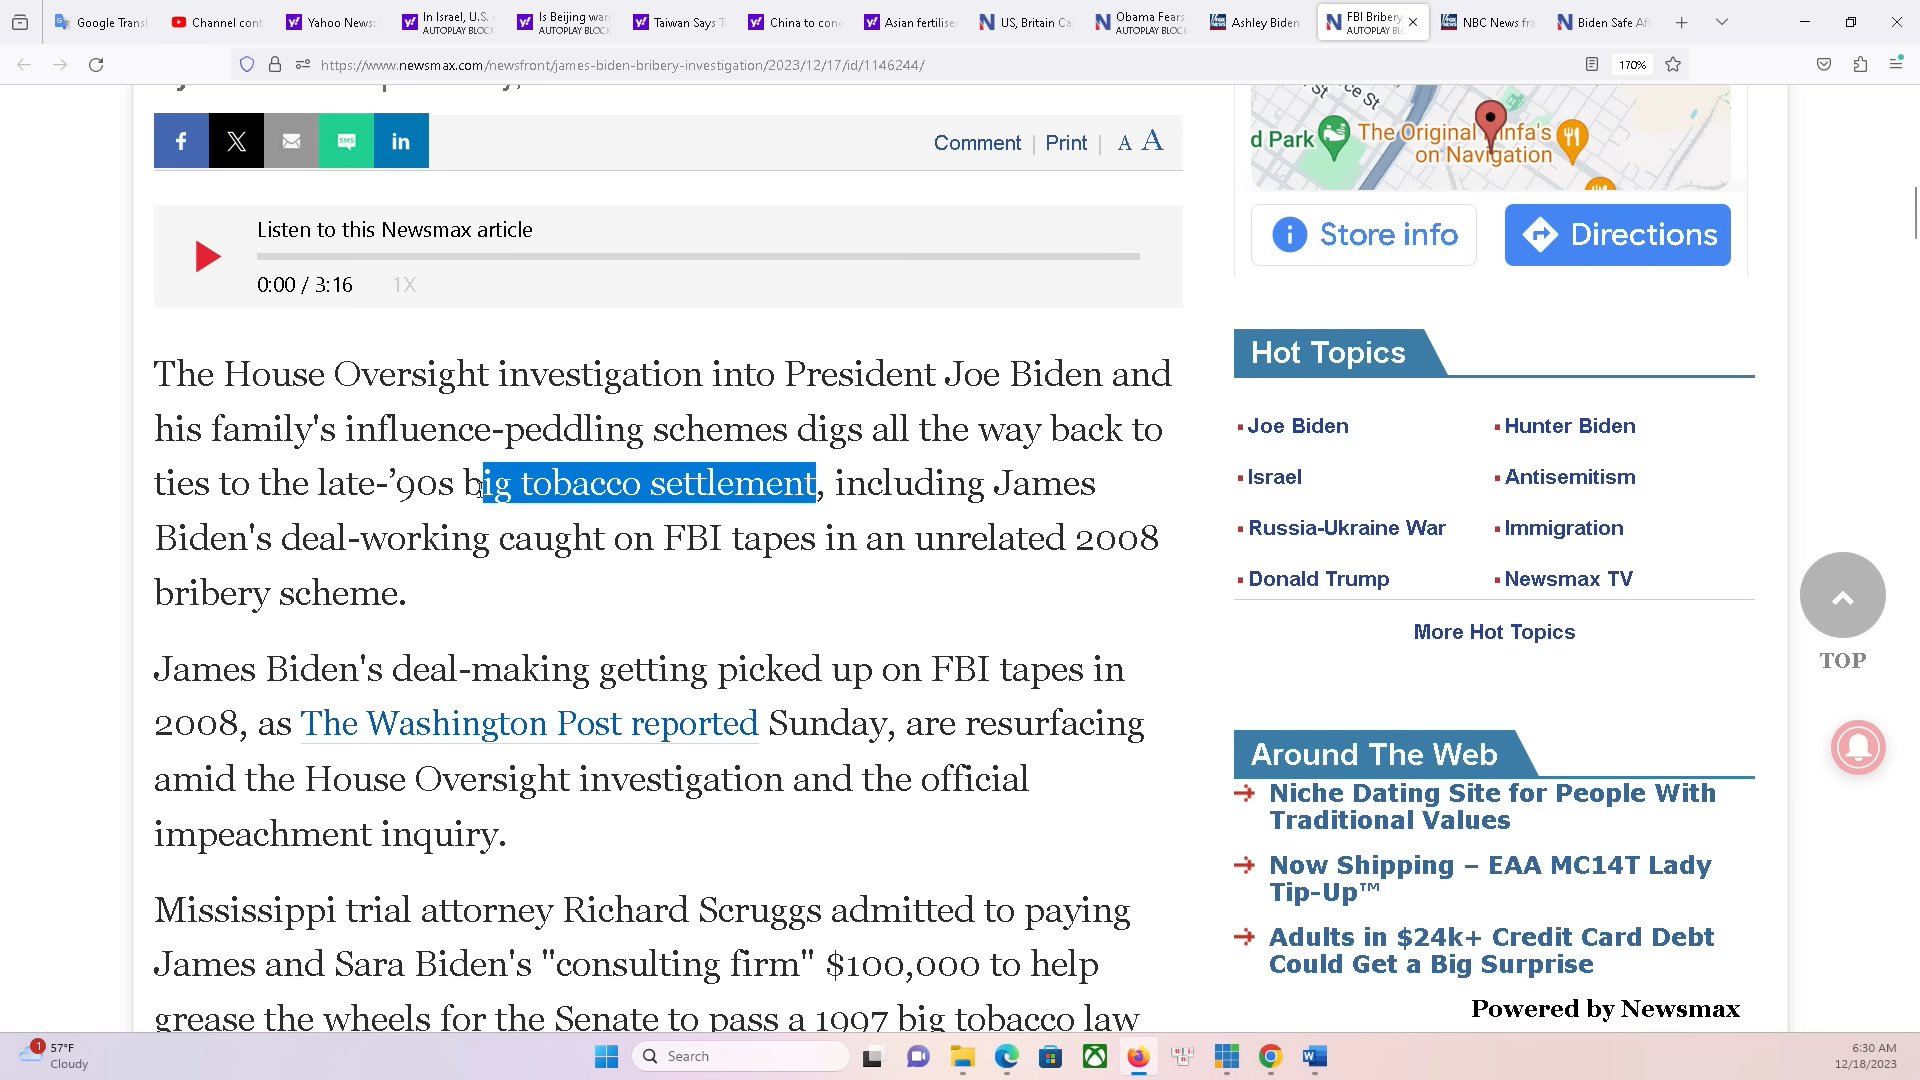 Google Transl
Channel cont
Yahoo News:
In Israel, U.S.
AUTOPLAY BLOCK
Is Beijing war
AUTOPLAY BLOCK
Taiwan Says T
China to con
Asian fertilise
US, Britain Ca
Obama Fears
AUTOPLAY BLOCK
Ashley Biden
FBI Bribery
AUTOPLAY BL
NBC News fra
Biden Safe Af
https://www.newsmax.com/newsfront/james-biden-bribery-investigation/2023/12/17/id/1146244/
170%
SMS
Comment | Print | A A
Listen to this Newsmax article
0:00 / 3:16 1X
The House Oversight investigation into President Joe Biden and
his family's influence-peddling schemes digs all the way back to
ties to the late-’90s big tobacco settlement, including James
Biden's deal-working caught on FBI tapes in an unrelated 2008
bribery scheme.
James Biden's deal-making getting picked up on FBI tapes in
2008, as The Washington Post reported Sunday, are resurfacing
amid the House Oversight investigation and the official
impeachment inquiry.
Mississippi trial attorney Richard Scruggs admitted to paying
James and Sara Biden's "consulting firm" $100,000 to help
grease the wheels for the Senate to pass a 1997 big tobacco law
St
ce St
d Park
The Original Ninfa's
on Navigation
Store info
Directions
Hot Topics
Joe Biden
Hunter Biden
Israel
Antisemitism
Russia-Ukraine War
Immigration
Donald Trump
Newsmax TV
More Hot Topics
TOP
Around The Web
Niche Dating Site for People With
Traditional Values
Now Shipping – EAA MC14T Lady
Tip-Up™
Adults in $24k+ Credit Card Debt
Could Get a Big Surprise
Powered by Newsmax
1
57°F
Cloudy
Search
6:30 AM
12/18/2023